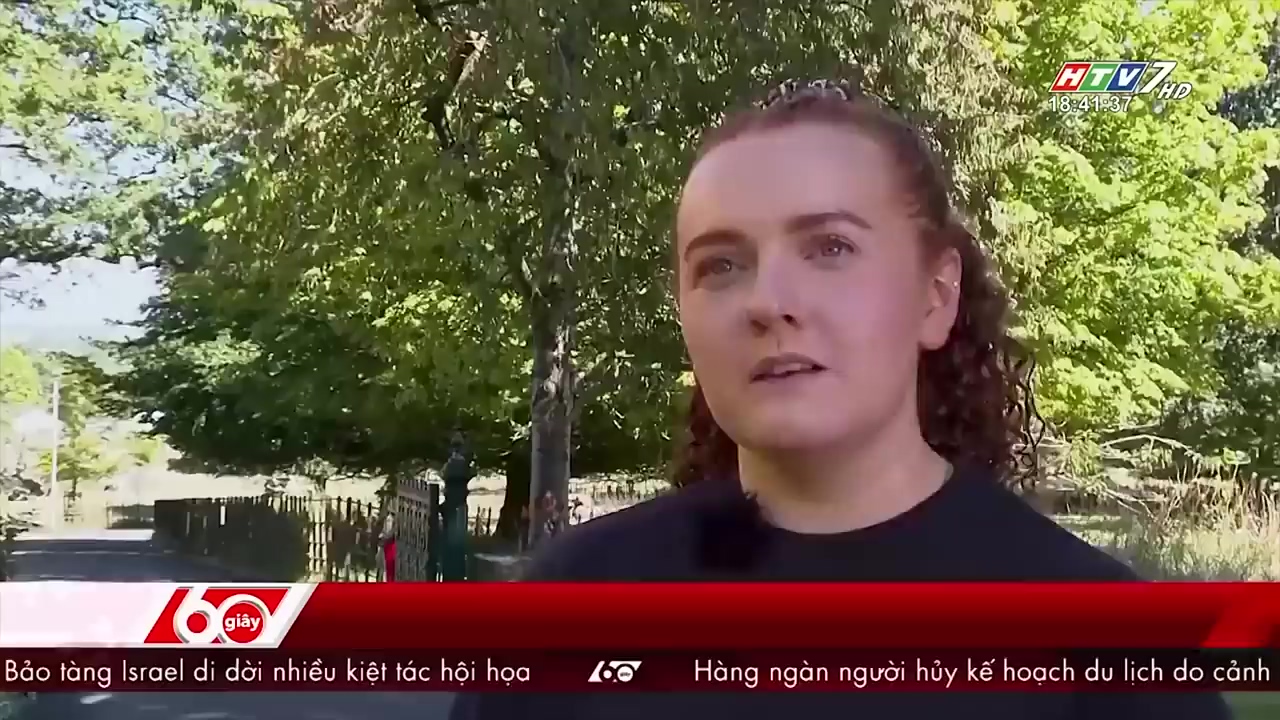 HTV7 HD
18:41:37
60 giây
Bảo tàng Israel di dời nhiều kiệt tác hội họa 60 Hàng ngàn người hủy kế hoạch du lịch do cảnh